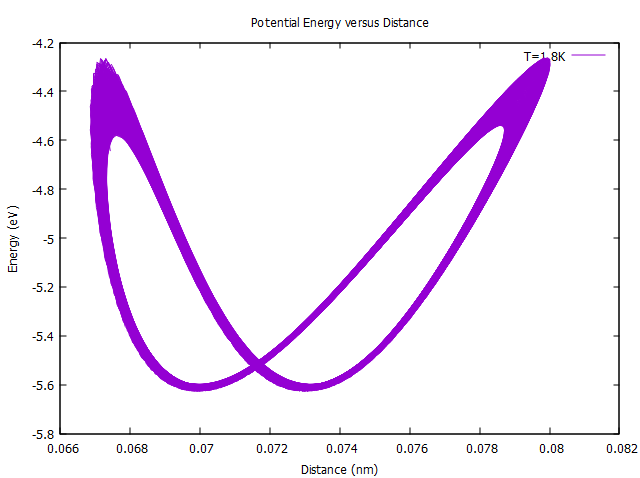 Potential Energy versus Distance
T=1.8K
-4.2
-4.4
-4.6
-4.8
-5
-5.2
-5.4
-5.6
-5.8
Energy (eV)
0.066 0.068 0.07 0.072 0.074 0.076 0.078 0.08 0.082
Distance (nm)